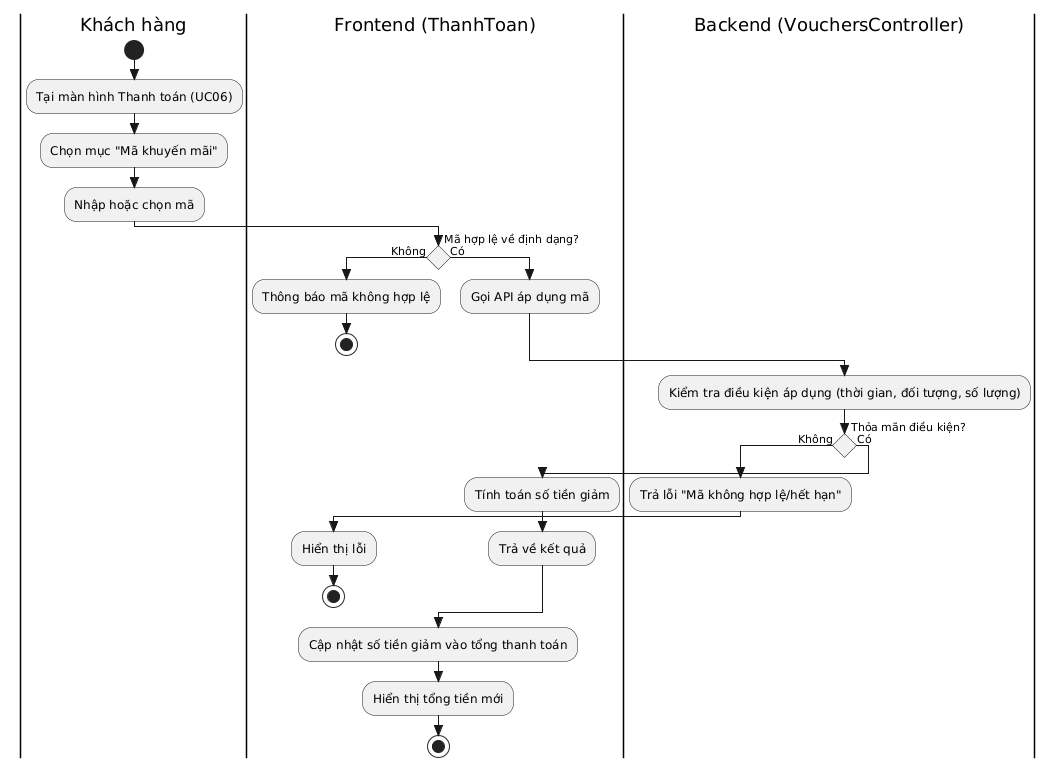 Khách hàng
Frontend (ThanhToan)
Backend (VouchersController)
Tại màn hình Thanh toán (UC06)
Chọn mục "Mã khuyến mãi"
Nhập hoặc chọn mã
Mã hợp lệ về định dạng?
Không
Có
Thông báo mã không hợp lệ
Gọi API áp dụng mã
Kiểm tra điều kiện áp dụng (thời gian, đối tượng, số lượng)
Thỏa mãn điều kiện?
Không
Có
Tính toán số tiền giảm
Trả lỗi "Mã không hợp lệ/hết hạn"
Hiển thị lỗi
Trả về kết quả
Cập nhật số tiền giảm vào tổng thanh toán
Hiển thị tổng tiền mới